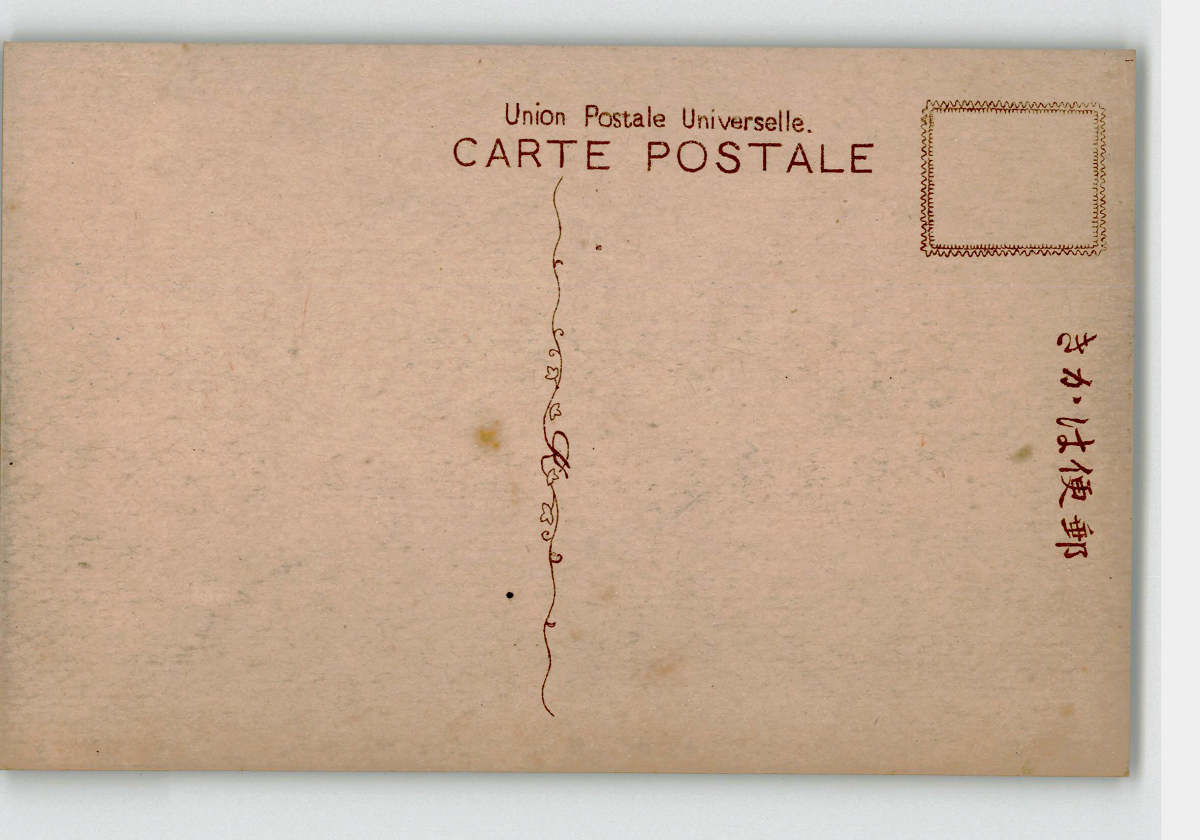 Union Postale Universelle.
CARTE POSTALE
きかは便郵